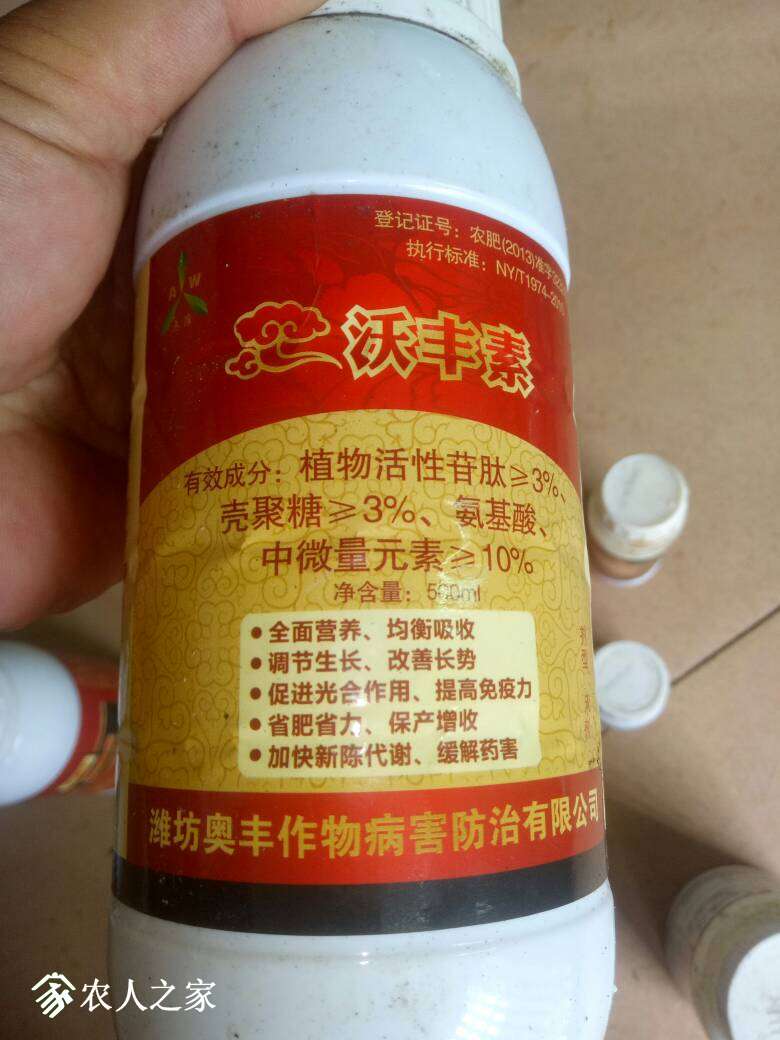 登记证号：农肥(2013)准字
执行标准：NY/T1974-
A W
沃丰素
有效成分：植物活性苷肽≥3%、
壳聚糖≥3%、氨基酸、
中微量元素≥10%
净含量：500ml
•全面营养、均衡吸收
•调节生长、改善长势
•促进光合作用、提高免疫力
•省肥省力、保产增收
•加快新陈代谢、缓解药害
潍坊奥丰作物病害防治有限公司
农人之家